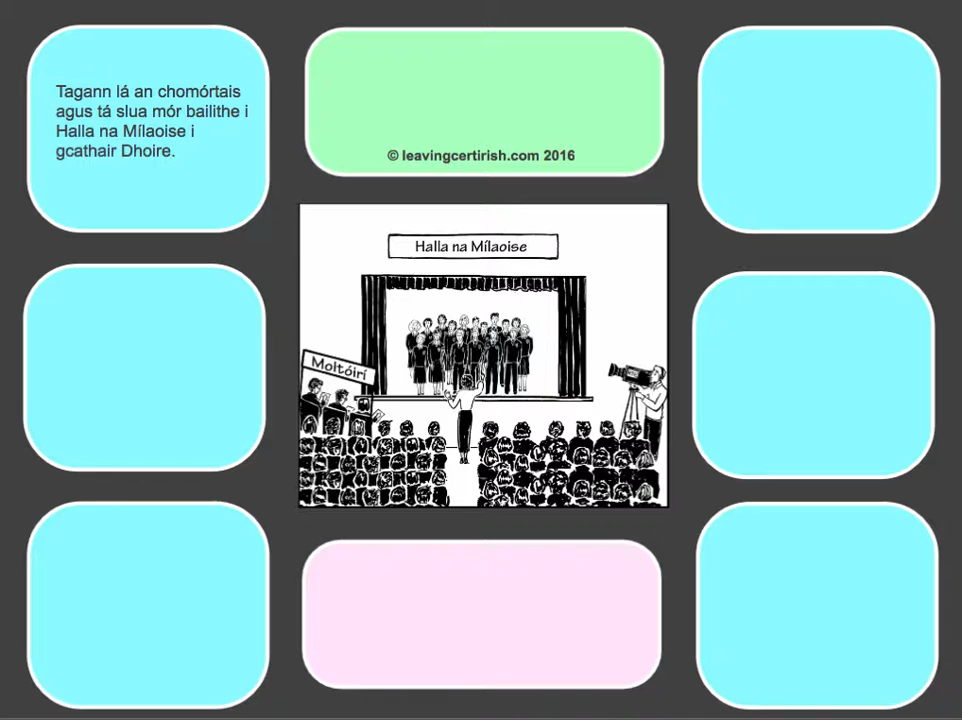 Tagann lá an chomórtais
agus tá slua mór bailithe i
Halla na Mílaoise i
gcathair Dhoire.
© leavingcertirish.com 2016
Halla na Mílaoise
Moltóirí